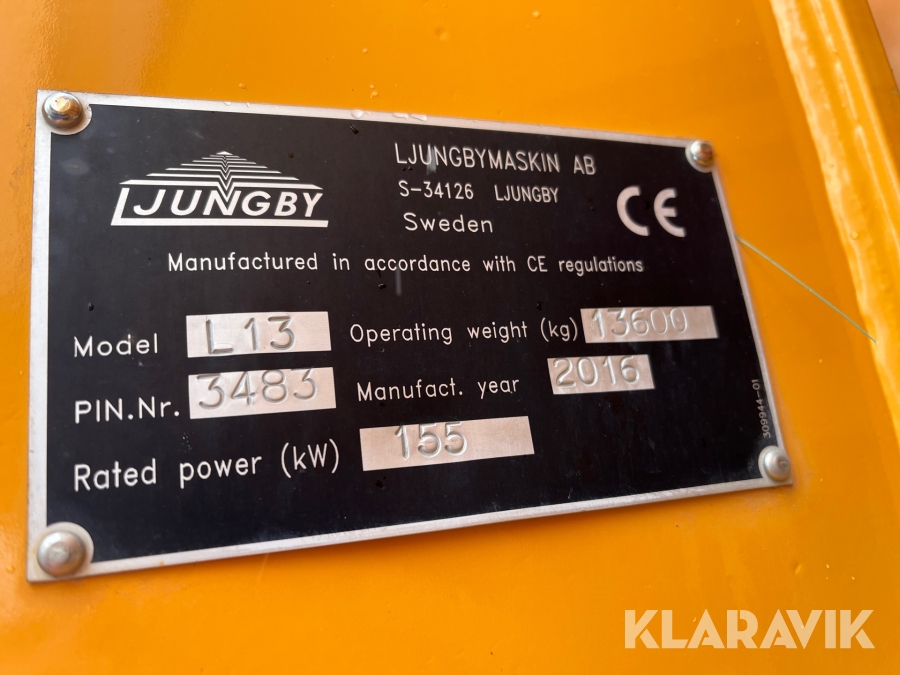 LJUNGBY
LJUNGBYMASKIN AB
S-34126 LJUNGBY
Sweden
CE
Manufactured in accordance with CE regulations
Model L13 Operating weight (kg) 13600
PIN.Nr. 3483 Manufact. year 2016
Rated power (kW) 155
309944-01
KLARAVIK